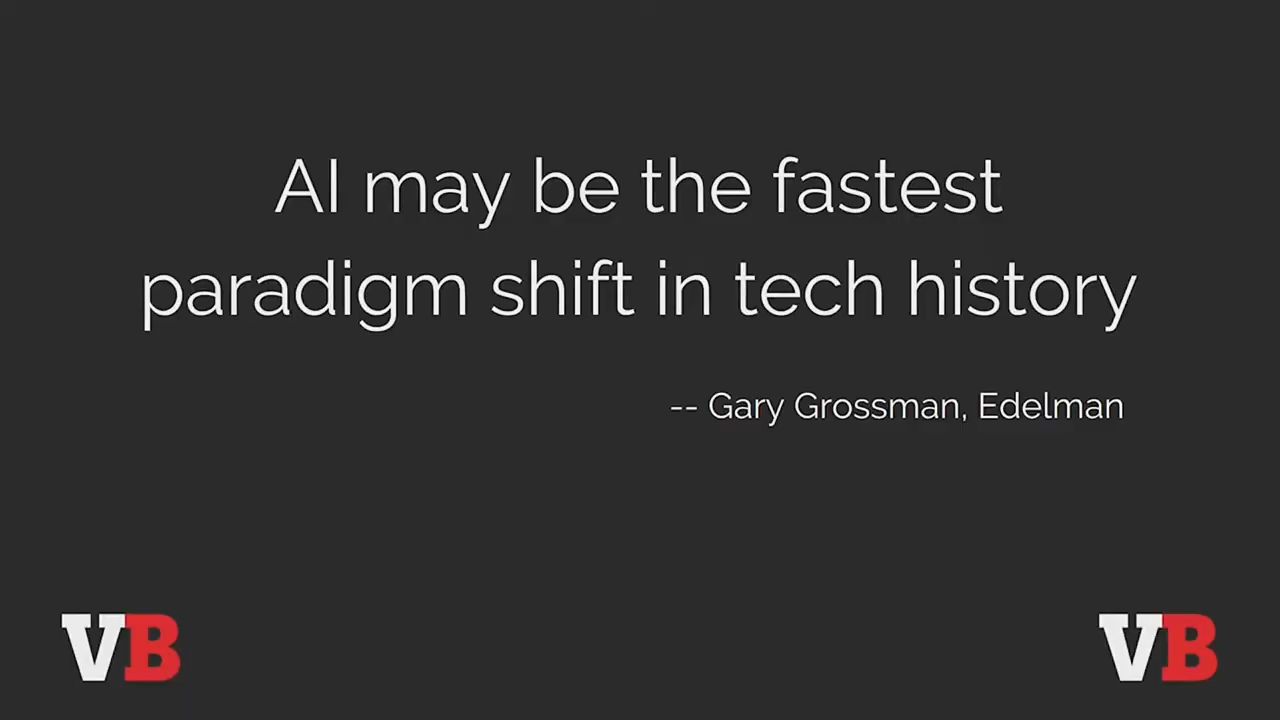 AI may be the fastest
paradigm shift in tech history
-- Gary Grossman, Edelman
VB
VB